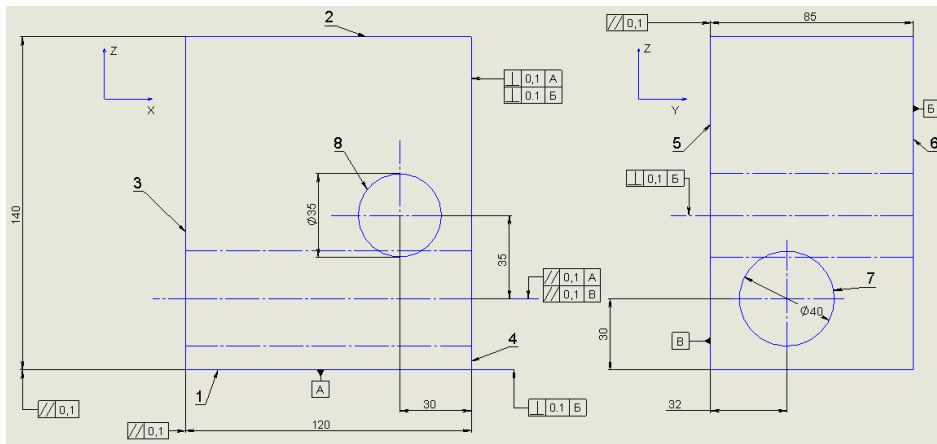 // 0,1
85
2
Z
X
⊥ 0,1 А
⊥ 0.1 Б
Z
Y
Б
5
6
8
3
⊥ 0,1 Б
140
Ø35
35
// 0,1 А
// 0,1 В
7
Ø40
4
В
30
1
А
// 0,1
30
⊥ 0.1 Б
32
// 0,1
120